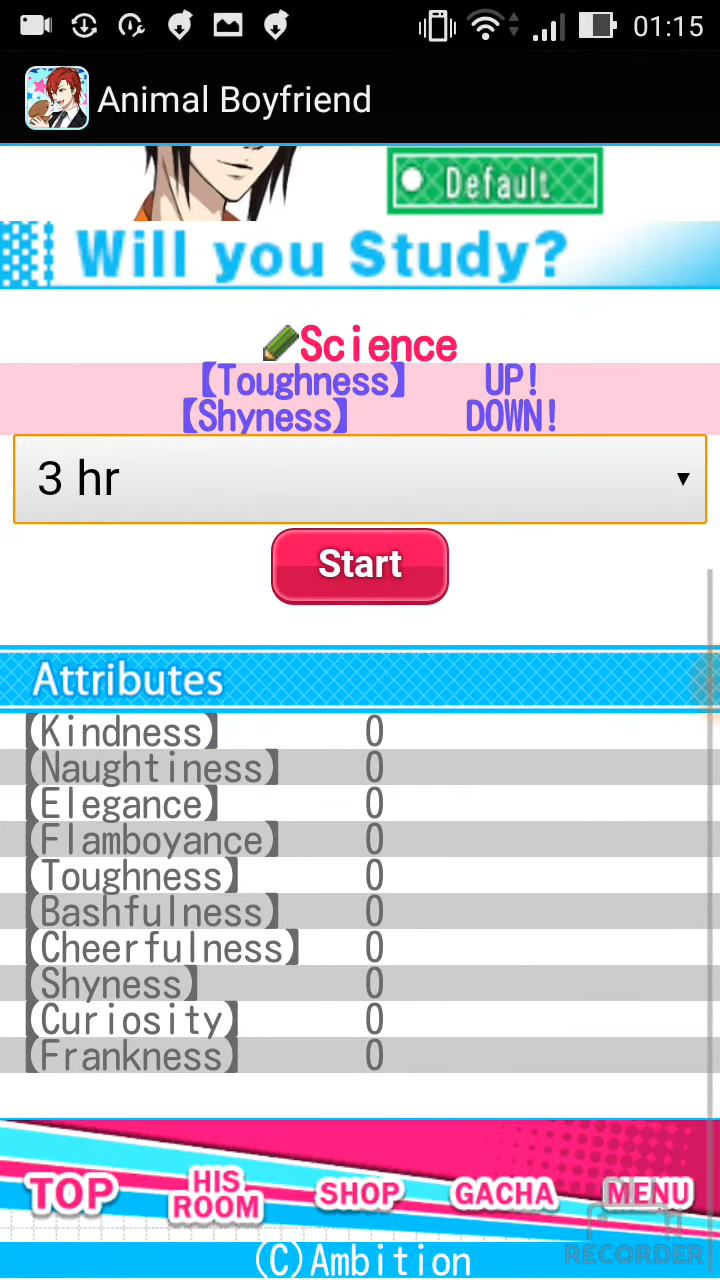 01:15
Animal Boyfriend
Default
Will you Study?
Science
【Toughness】 UP!
【Shyness】 DOWN!
3 hr
Start
Attributes
【Kindness】 0
【Naughtiness】 0
【Elegance】 0
【Flamboyance】 0
【Toughness】 0
【Bashfulness】 0
【Cheerfulness】 0
【Shyness】 0
【Curiosity】 0
【Frankness】 0
TOP
HIS
ROOM
SHOP
GACHA
MENU
RECORDER
(C)Ambition